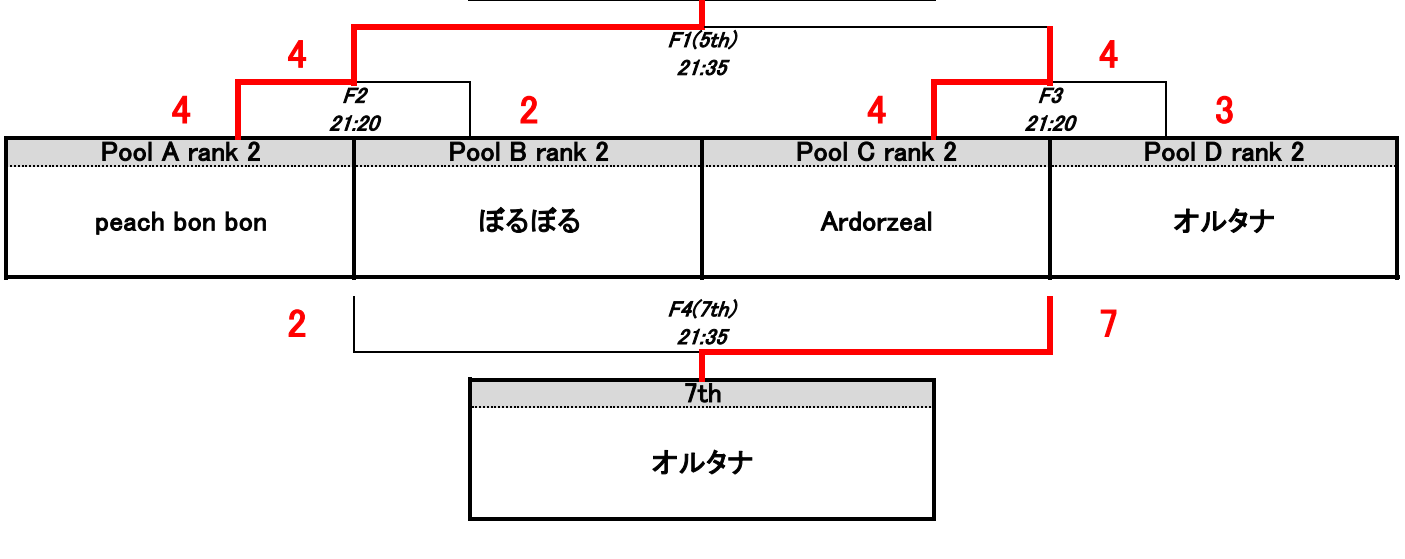 F1(5th)
4 21:35 4
F2 F3
4 21:20 2 4 21:20 3
Pool A rank 2 Pool B rank 2 Pool C rank 2 Pool D rank 2
peach bon bon ぼるぼる Ardorzeal オルタナ
F4(7th)
2 21:35 7
7th
オルタナ